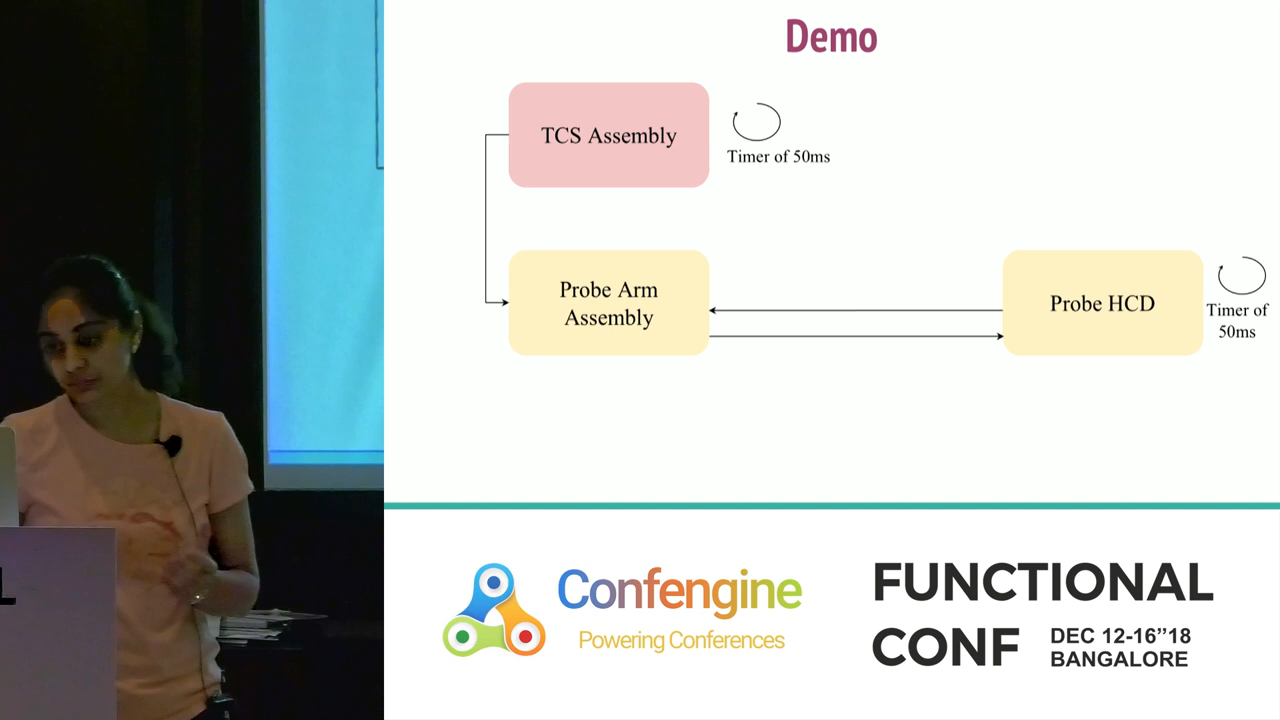 Demo
TCS Assembly
Timer of 50ms
Probe Arm
Assembly
Probe HCD
Timer of
50ms
Confengine
Powering Conferences
FUNCTIONAL
CONF
DEC 12-16”18
BANGALORE
L